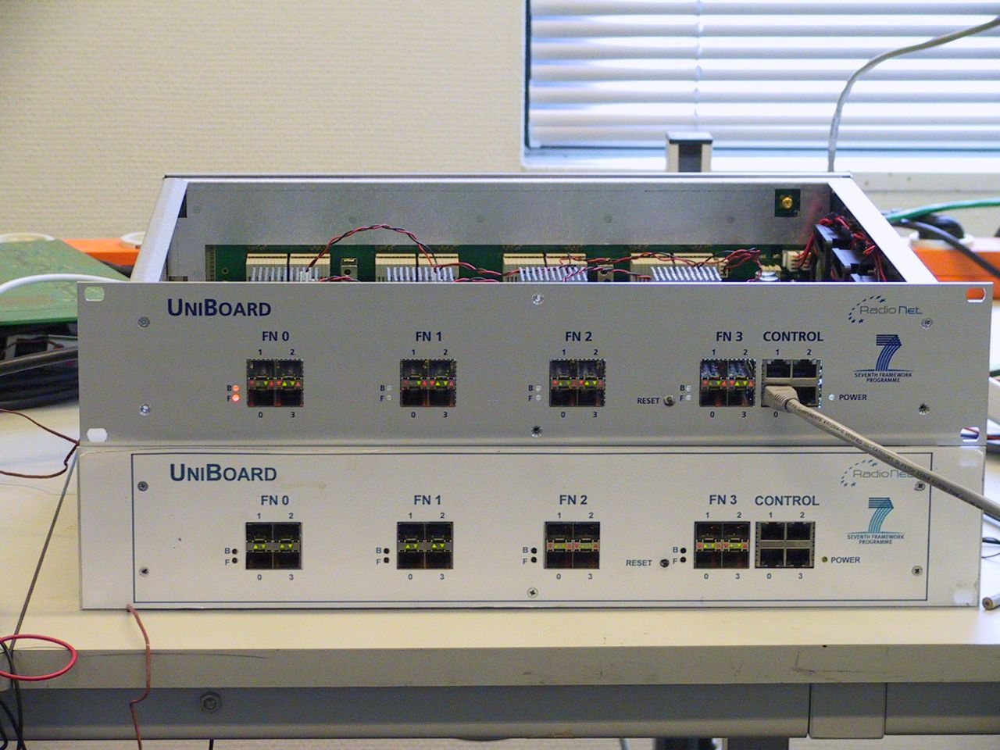 UNIBOARD
Radio Net
FN 0
FN 1
FN 2
FN 3
CONTROL
1 2
1 2
1 2
1 2
1 2
7
SEVENTH FRAMEWORK
PROGRAMME
B
F
B
F
B
F
RESET
B
F
POWER
0 3
0 3
0 3
0 3
0
UNIBOARD
RadioNet
FN 0
FN 1
FN 2
FN 3
CONTROL
1 2
1 2
1 2
1 2
1 2
7
SEVENTH FRAMEWORK
PROGRAMME
B
F
B
F
B
F
RESET
B
F
POWER
0 3
0 3
0 3
0 3
0 3